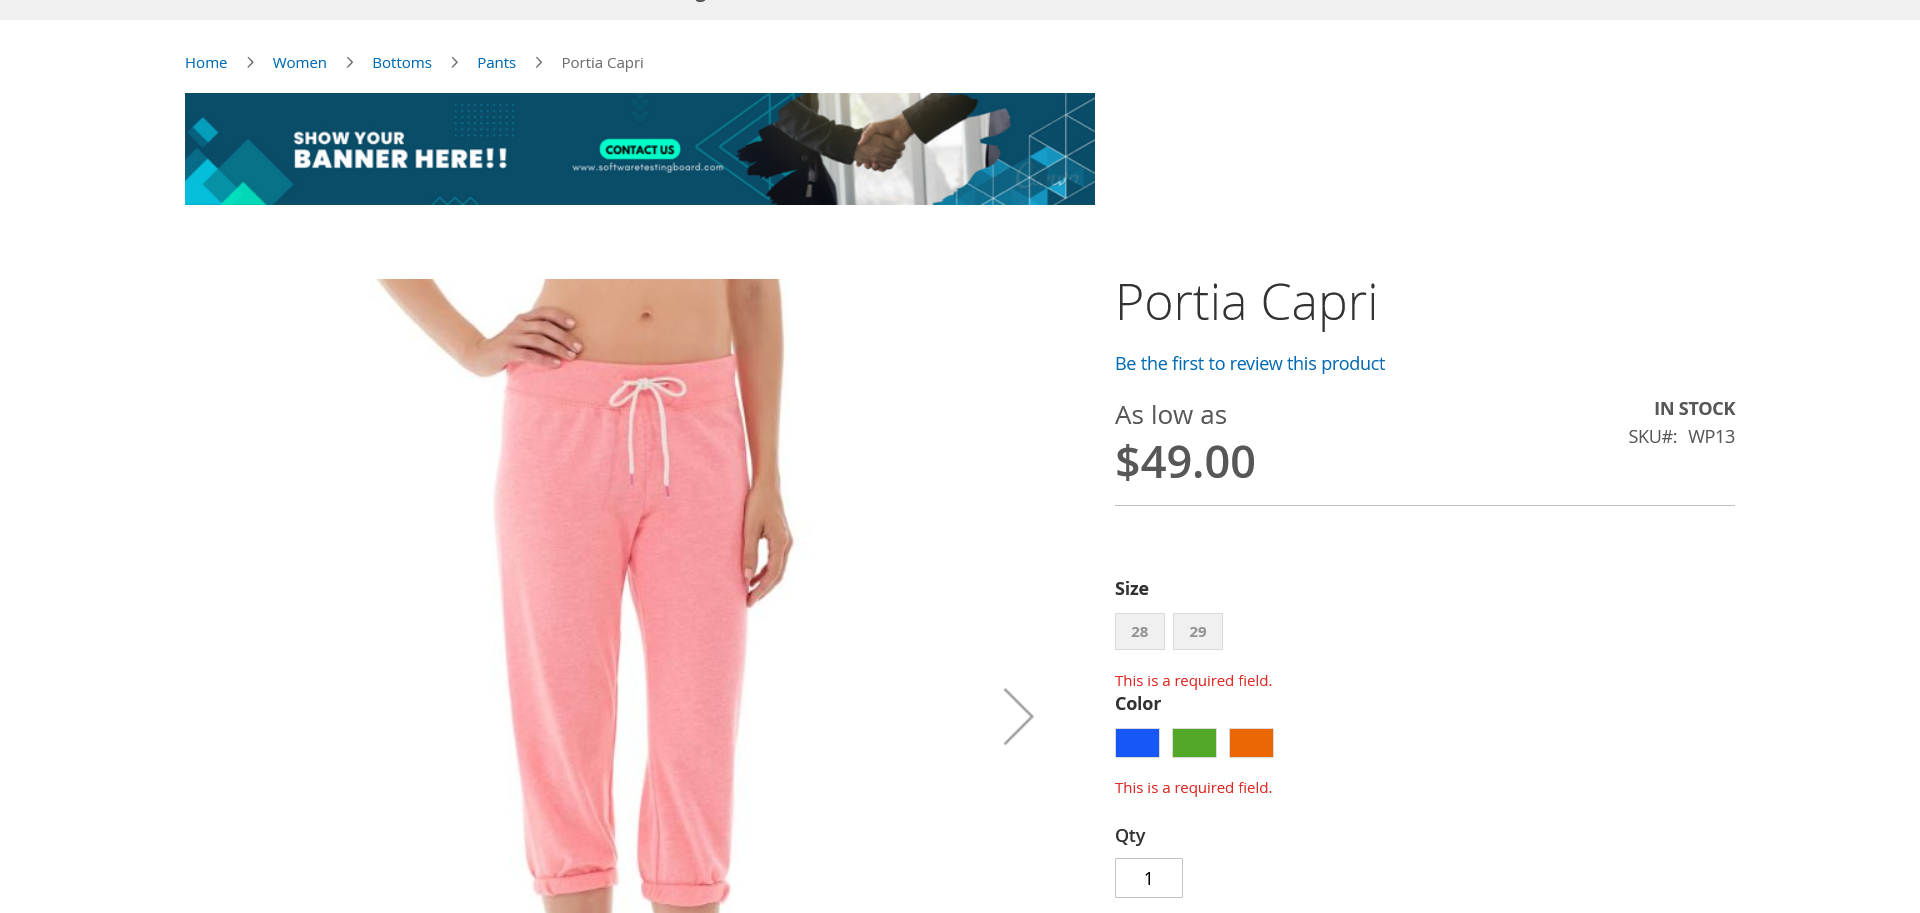 Home > Women > Bottoms > Pants > Portia Capri
SHOW YOUR
BANNER HERE!!
CONTACT US
www.softwaretestingboard.com
Portia Capri
Be the first to review this product
As low as
$49.00
IN STOCK
SKU#: WP13
Size
28 29
This is a required field.
Color
This is a required field.
Qty
1